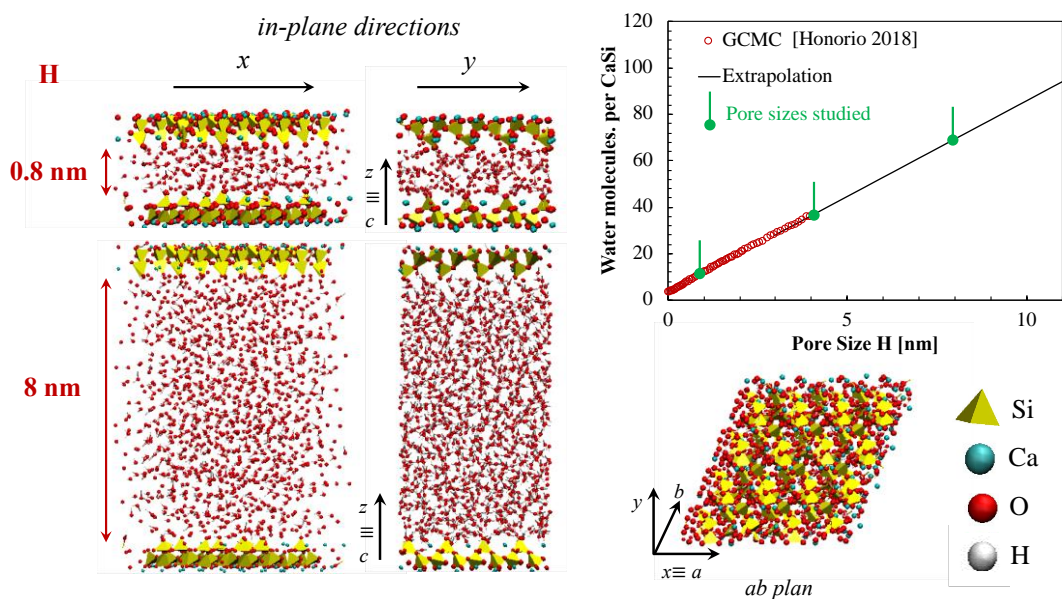 in-plane directions
H
x
y
0.8 nm
z
≡
c
8 nm
z
≡
c
z
≡
c
Water molecules. per CaSi
120
100
80
60
40
20
0
GCMC [Honorio 2018]
Extrapolation
Pore sizes studied
0 5 10
Pore Size H [nm]
y
b
x≡ a
ab plan
Si
Ca
O
H